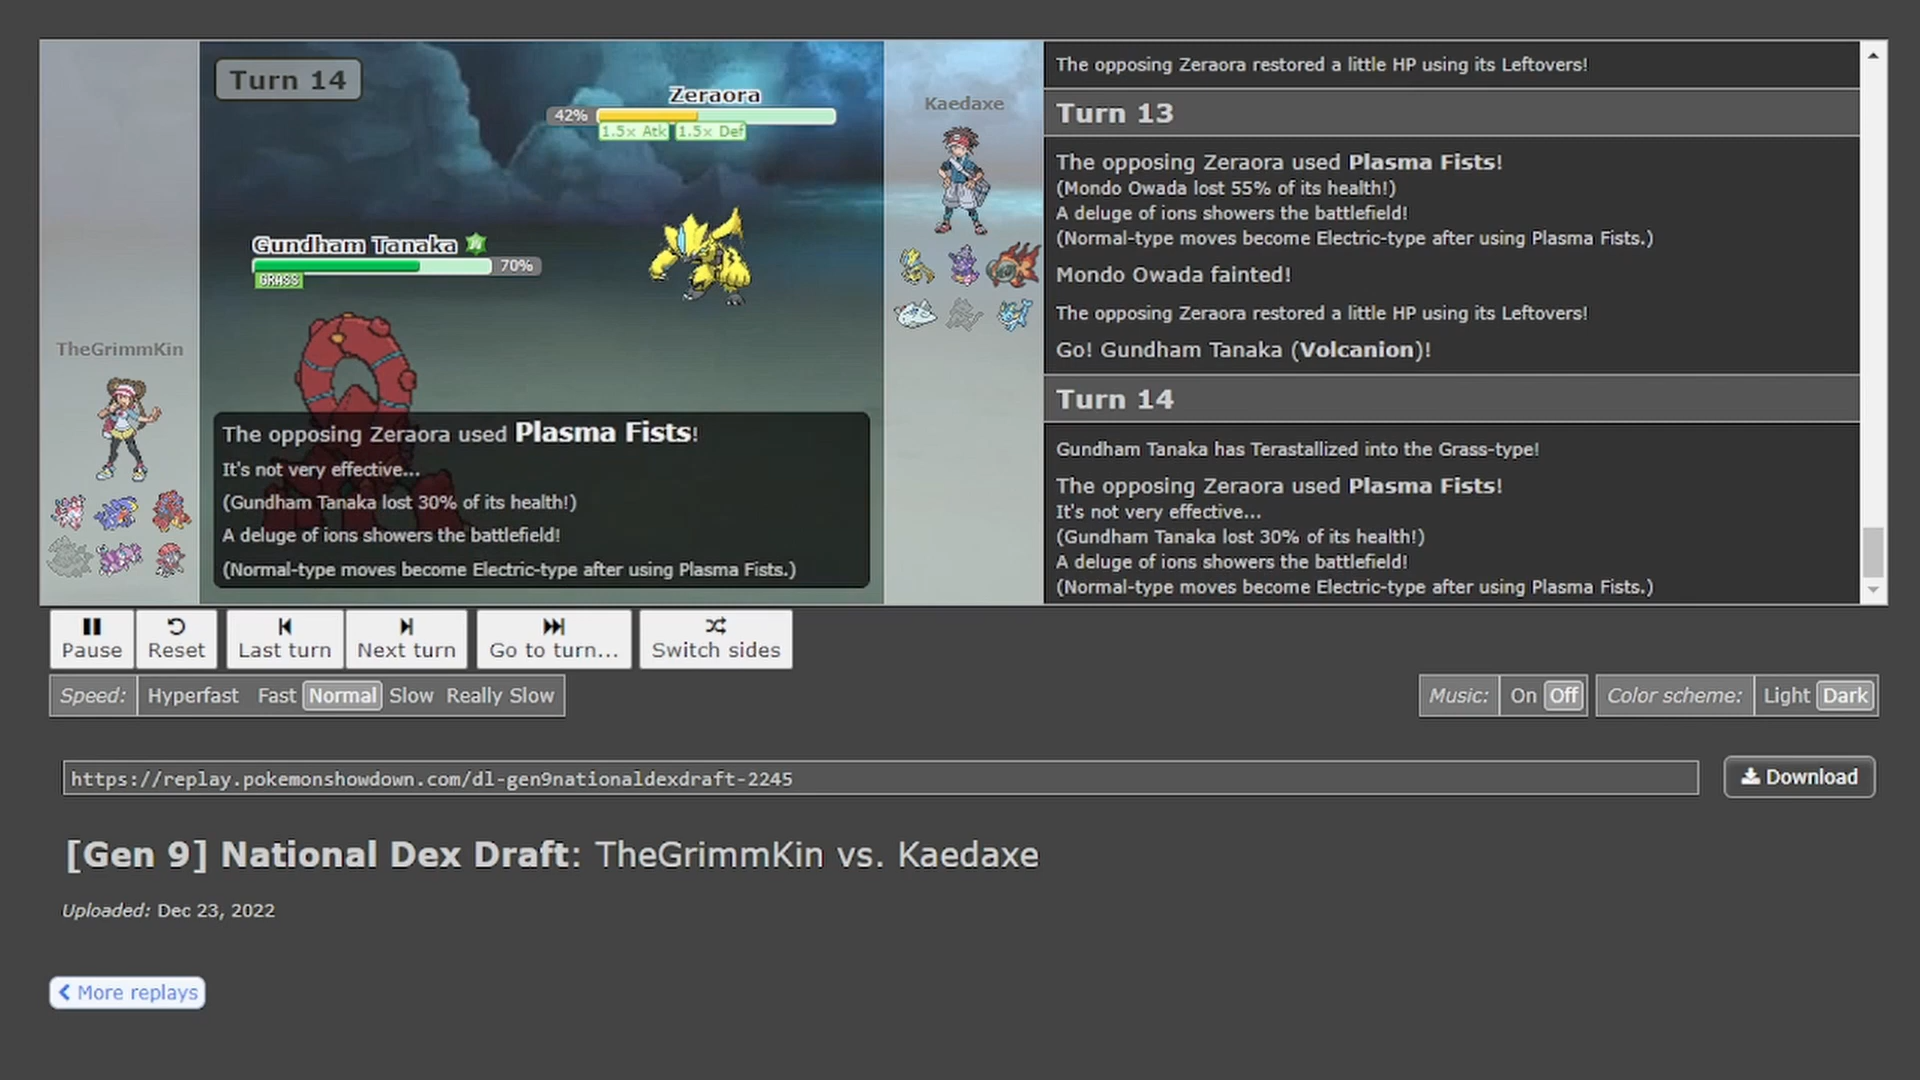 Turn 14
Zeraora
42%
1.5× Atk 1.5× Def
Gundham Tanaka
70%
GRASS
TheGrimmKin
Kaedaxe
The opposing Zeraora used Plasma Fists!
It's not very effective...
(Gundham Tanaka lost 30% of its health!)
A deluge of ions showers the battlefield!
(Normal-type moves become Electric-type after using Plasma Fists.)
The opposing Zeraora restored a little HP using its Leftovers!
Turn 13
The opposing Zeraora used Plasma Fists!
(Mondo Owada lost 55% of its health!)
A deluge of ions showers the battlefield!
(Normal-type moves become Electric-type after using Plasma Fists.)
Mondo Owada fainted!
The opposing Zeraora restored a little HP using its Leftovers!
Go! Gundham Tanaka (Volcanion)!
Turn 14
Gundham Tanaka has Terastallized into the Grass-type!
The opposing Zeraora used Plasma Fists!
It's not very effective...
(Gundham Tanaka lost 30% of its health!)
A deluge of ions showers the battlefield!
(Normal-type moves become Electric-type after using Plasma Fists.)
Pause Reset Last turn Next turn Go to turn... Switch sides
Speed: Hyperfast Fast Normal Slow Really Slow
Music: On Off Color scheme: Light Dark
https://replay.pokemonshowdown.com/dl-gen9nationaldexdraft-2245
Download
[Gen 9] National Dex Draft: TheGrimmKin vs. Kaedaxe
Uploaded: Dec 23, 2022
More replays